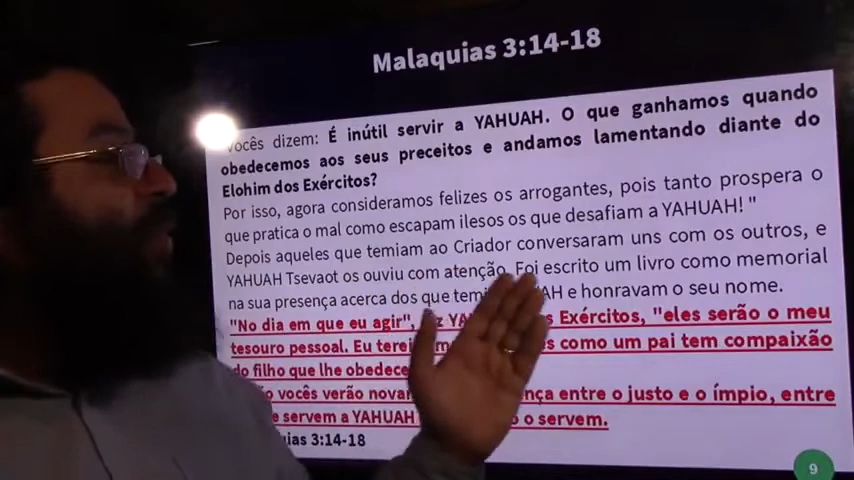 Malaquias 3:14-18
Vocês dizem: É inútil servir a YAHUAH. O que ganhamos quando
obedecemos aos seus preceitos e andamos lamentando diante do
Elohim dos Exércitos?
Por isso, agora consideramos felizes os arrogantes, pois tanto prospera o
que pratica o mal como escapam ilesos os que desafiam a YAHUAH!"
Depois aqueles que temiam ao Criador conversaram uns com os outros, e
YAHUAH Tsevaot os ouviu com atenção. Foi escrito um livro como memorial
na sua presença acerca dos que AH e honravam o seu nome.
"No dia em que eu agir", Exércitos, "eles serão o meu
tesouro pessoal. Eu como um pai tem compaixão
do filho que lhe
vocês verão entre o justo e o ímpio, entre
servem a YAHUAH o servem.
3:14-18
9